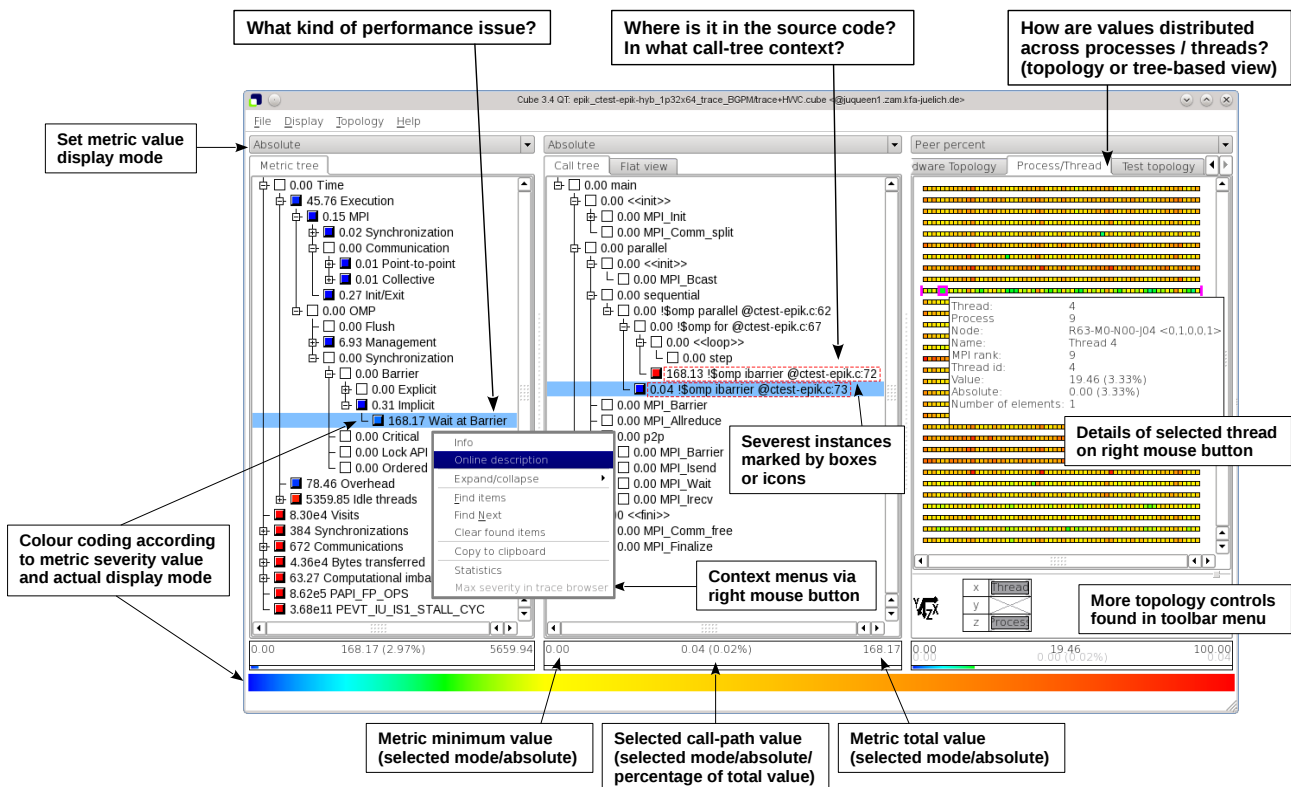 What kind of performance issue?
Where is it in the source code?
In what call-tree context?
How are values distributed
across processes / threads?
(topology or tree-based view)
Cube 3.4 QT: epik_ctest-epik-hyb_1p32x64_trace_BGPM/trace+HWC.cube <@juqueen1.zam.kfa-juelich.de>
File Display Topology Help
Set metric value
display mode
Absolute
Metric tree
0.00 Time
45.76 Execution
0.15 MPI
0.02 Synchronization
0.00 Communication
0.01 Point-to-point
0.01 Collective
0.27 Init/Exit
0.00 OMP
0.00 Flush
6.93 Management
0.00 Synchronization
0.00 Barrier
0.00 Explicit
0.31 Implicit
168.17 Wait at Barrier
0.00 Critical
0.00 Lock API
0.00 Ordered
78.46 Overhead
5359.85 Idle threads
8.30e4 Visits
384 Synchronizations
672 Communications
4.36e4 Bytes transferred
63.27 Computational imba
8.62e5 PAPI_FP_OPS
3.68e11 PEVT_IU_IS1_STALL_CYC
Info
Online description
Expand/collapse
Find items
Find Next
Clear found items
Copy to clipboard
Statistics
Max severity in trace browser
Absolute
Call tree Flat view
0.00 main
0.00 <<init>>
0.00 MPI_Init
0.00 MPI_Comm_split
0.00 parallel
0.00 <<init>>
0.00 MPI_Bcast
0.00 sequential
0.00 !$omp parallel @ctest-epik.c:62
0.00 !$omp for @ctest-epik.c:67
0.00 <<loop>>
0.00 step
168.13 !$omp ibarrier @ctest-epik.c:72
0.04 !$omp ibarrier @ctest-epik.c:73
0.00 MPI_Barrier
0.00 MPI_Allreduce
0.00 p2p
0.00 MPI_Barrier
0.00 MPI_Isend
0.00 MPI_Wait
0.00 MPI_Irecv
00 <<fini>>
0.00 MPI_Comm_free
0.00 MPI_Finalize
Severest instances
marked by boxes
or icons
Context menus via
right mouse button
Peer percent
dware Topology Process/Thread Test topology
Thread: 4
Process 9
Node: R63-M0-N00-J04 <0,1,0,0,1>
Name: Thread 4
MPI rank: 9
Thread id: 4
Value: 19.46 (3.33%)
Absolute: 0.00 (3.33%)
Number of elements: 1
Details of selected thread
on right mouse button
x Thread
y
z Process
Y Z X
More topology controls
found in toolbar menu
Colour coding according
to metric severity value
and actual display mode
0.00 168.17 (2.97%) 5659.94
0.00 0.04 (0.02%) 168.17
0.00 19.46 100.00
0.00 0.00 (0.02%) 0.04
Metric minimum value
(selected mode/absolute)
Selected call-path value
(selected mode/absolute/
percentage of total value)
Metric total value
(selected mode/absolute)